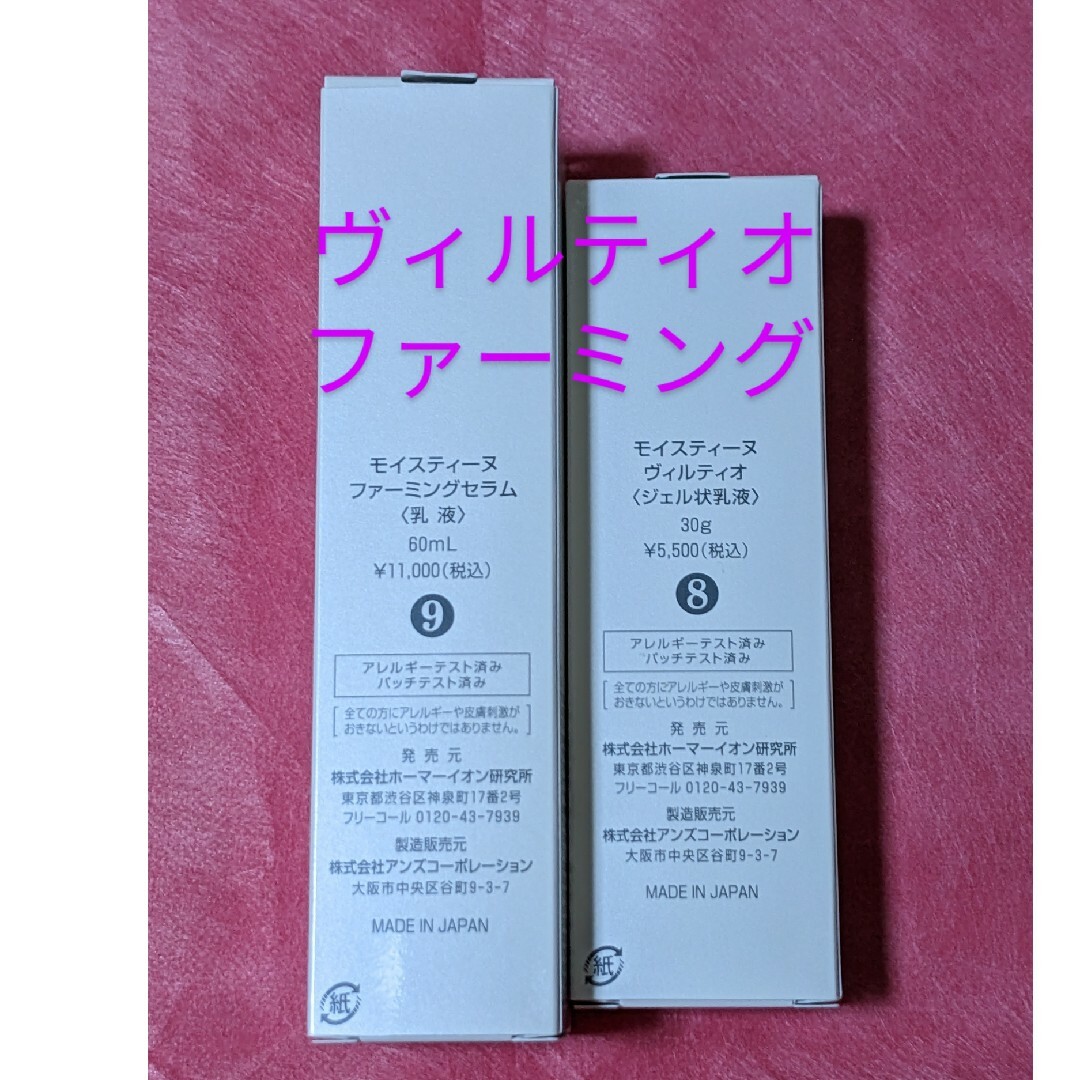 ヴィルティオ
ファーミング
モイスティーヌ
ファーミングセラム
〈乳 液〉
60mL
¥11,000(税込)
9
アレルギーテスト済み
パッチテスト済み
全ての方にアレルギーや皮膚刺激が
おきないというわけではありません。
発 売 元
株式会社ホーマーイオン研究所
東京都渋谷区神泉町17番2号
フリーコール 0120-43-7939
製造販売元
株式会社アンズコーポレーション
大阪市中央区谷町9-3-7
MADE IN JAPAN
紙
モイスティーヌ
ヴィルティオ
〈ジェル状乳液〉
30g
¥5,500(税込)
8
アレルギーテスト済み
パッチテスト済み
全ての方にアレルギーや皮膚刺激が
おきないというわけではありません。
発 売 元
株式会社ホーマーイオン研究所
東京都渋谷区神泉町17番2号
フリーコール 0120-43-7939
製造販売元
株式会社アンズコーポレーション
大阪市中央区谷町9-3-7
MADE IN JAPAN
紙